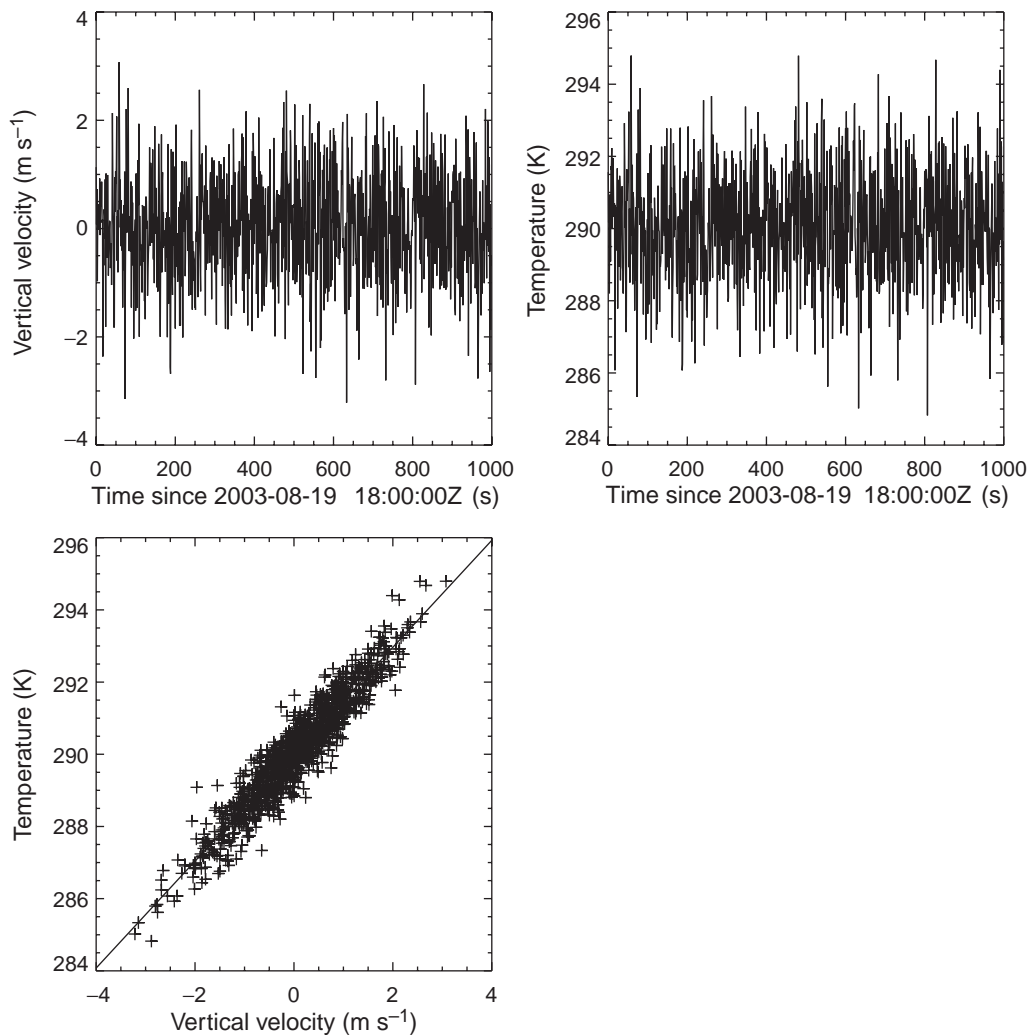 4
2
0
−2
−4
Vertical velocity (m s⁻¹)
0 200 400 600 800 1000
Time since 2003-08-19 18:00:00Z (s)
296
294
292
290
288
286
284
Temperature (K)
0 200 400 600 800 1000
Time since 2003-08-19 18:00:00Z (s)
296
294
292
290
288
286
284
Temperature (K)
−4 −2 0 2 4
Vertical velocity (m s⁻¹)